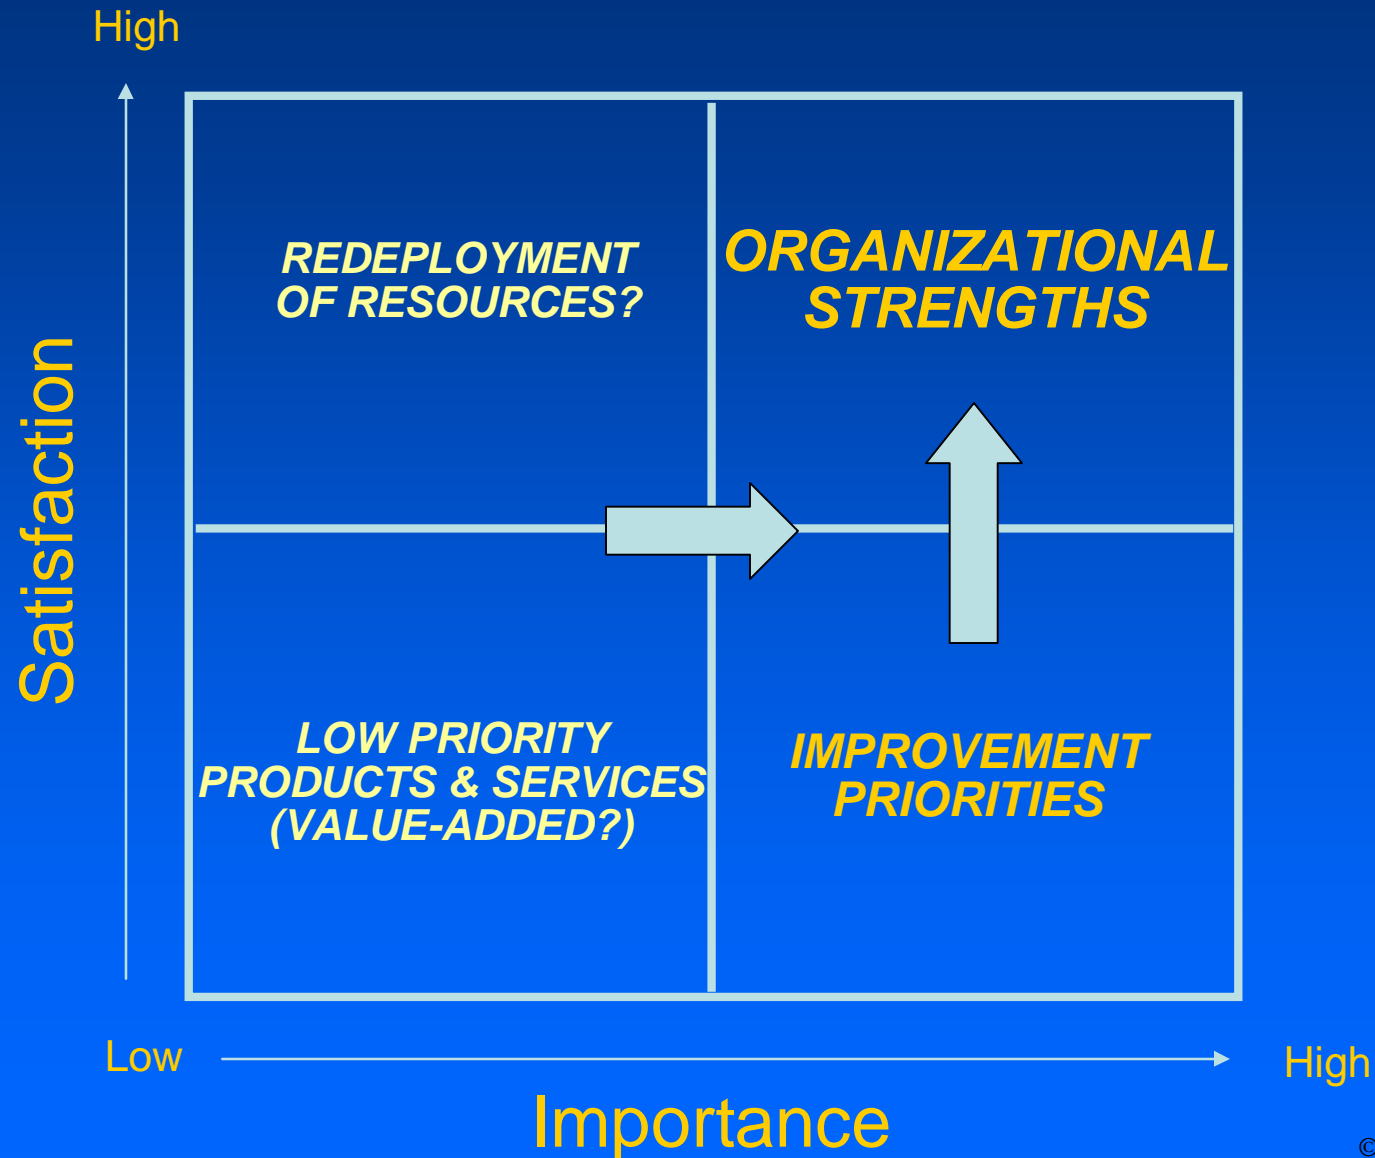 High
REDEPLOYMENT
OF RESOURCES?
ORGANIZATIONAL
STRENGTHS
Satisfaction
LOW PRIORITY
PRODUCTS & SERVICES
(VALUE-ADDED?)
IMPROVEMENT
PRIORITIES
Low
High
Importance
©